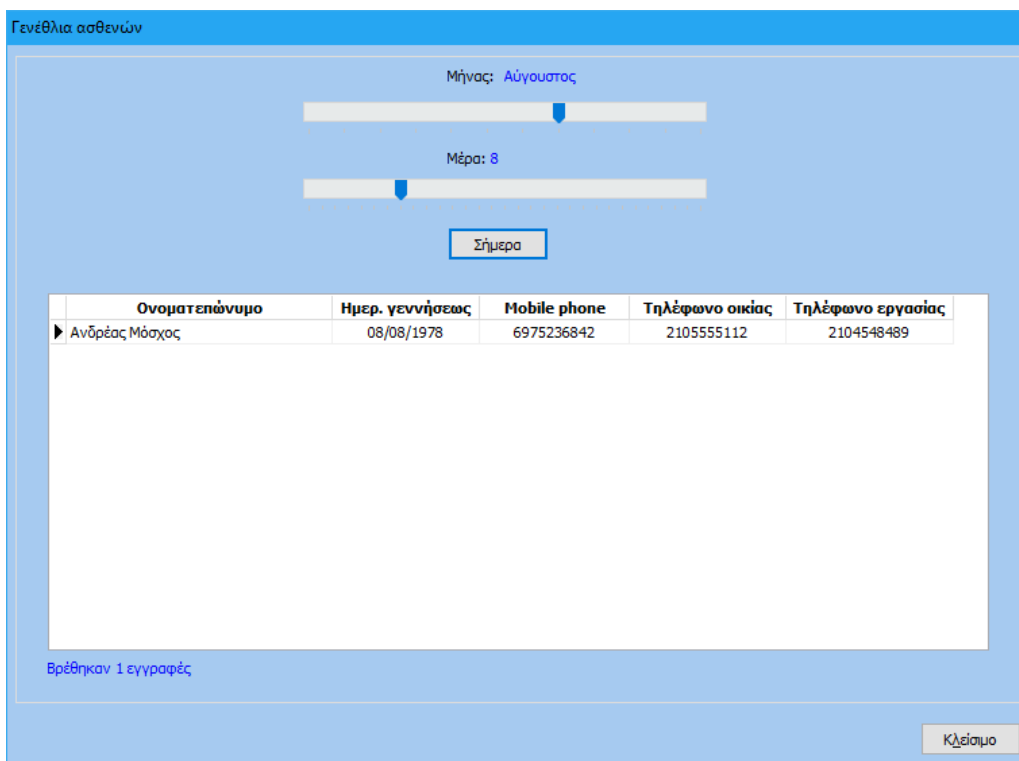 Γενέθλια ασθενών
Μήνας: Αύγουστος
Μέρα: 8
Σήμερα
Ονοματεπώνυμο Ημερ. γεννήσεως Mobile phone Τηλέφωνο οικίας Τηλέφωνο εργασίας
Ανδρέας Μόσχος 08/08/1978 6975236842 2105555112 2104548489
Βρέθηκαν 1 εγγραφές
Κλείσιμο